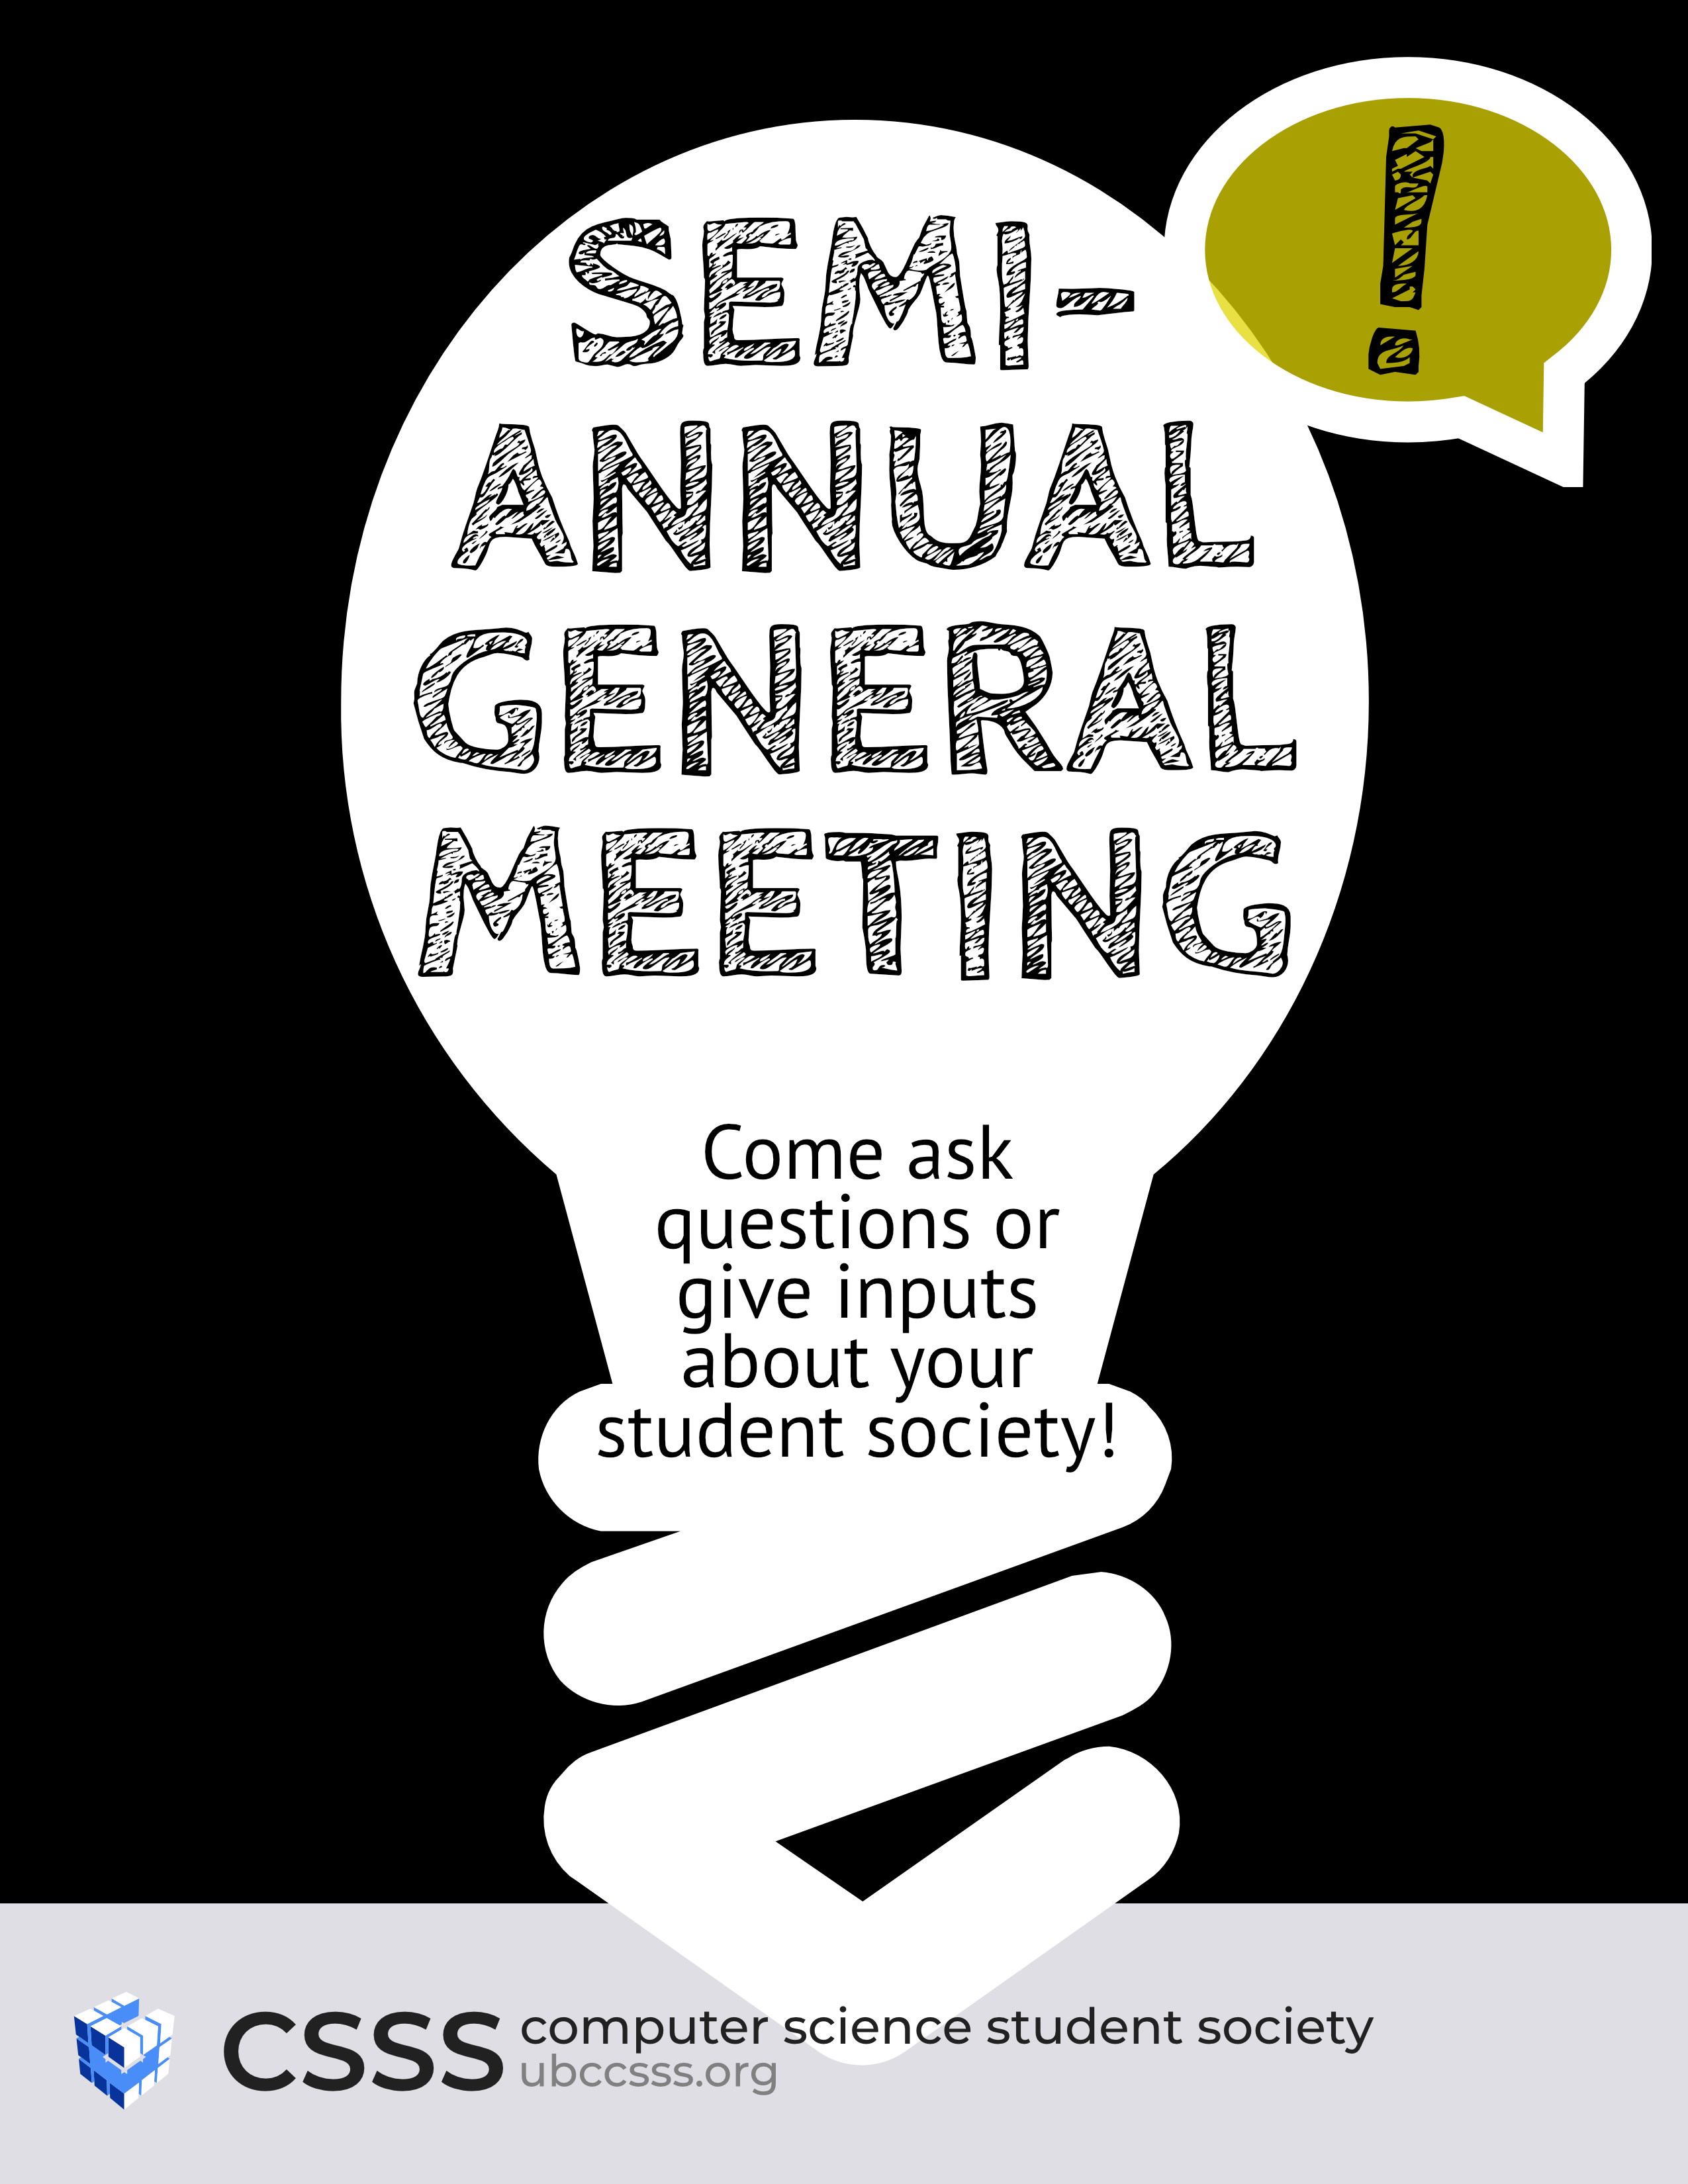 SEMI-
!
ANNUAL
GENERAL
MEETING
Come ask
questions or
give inputs
about your
student society!
CSSS computer science student society
ubccsss.org